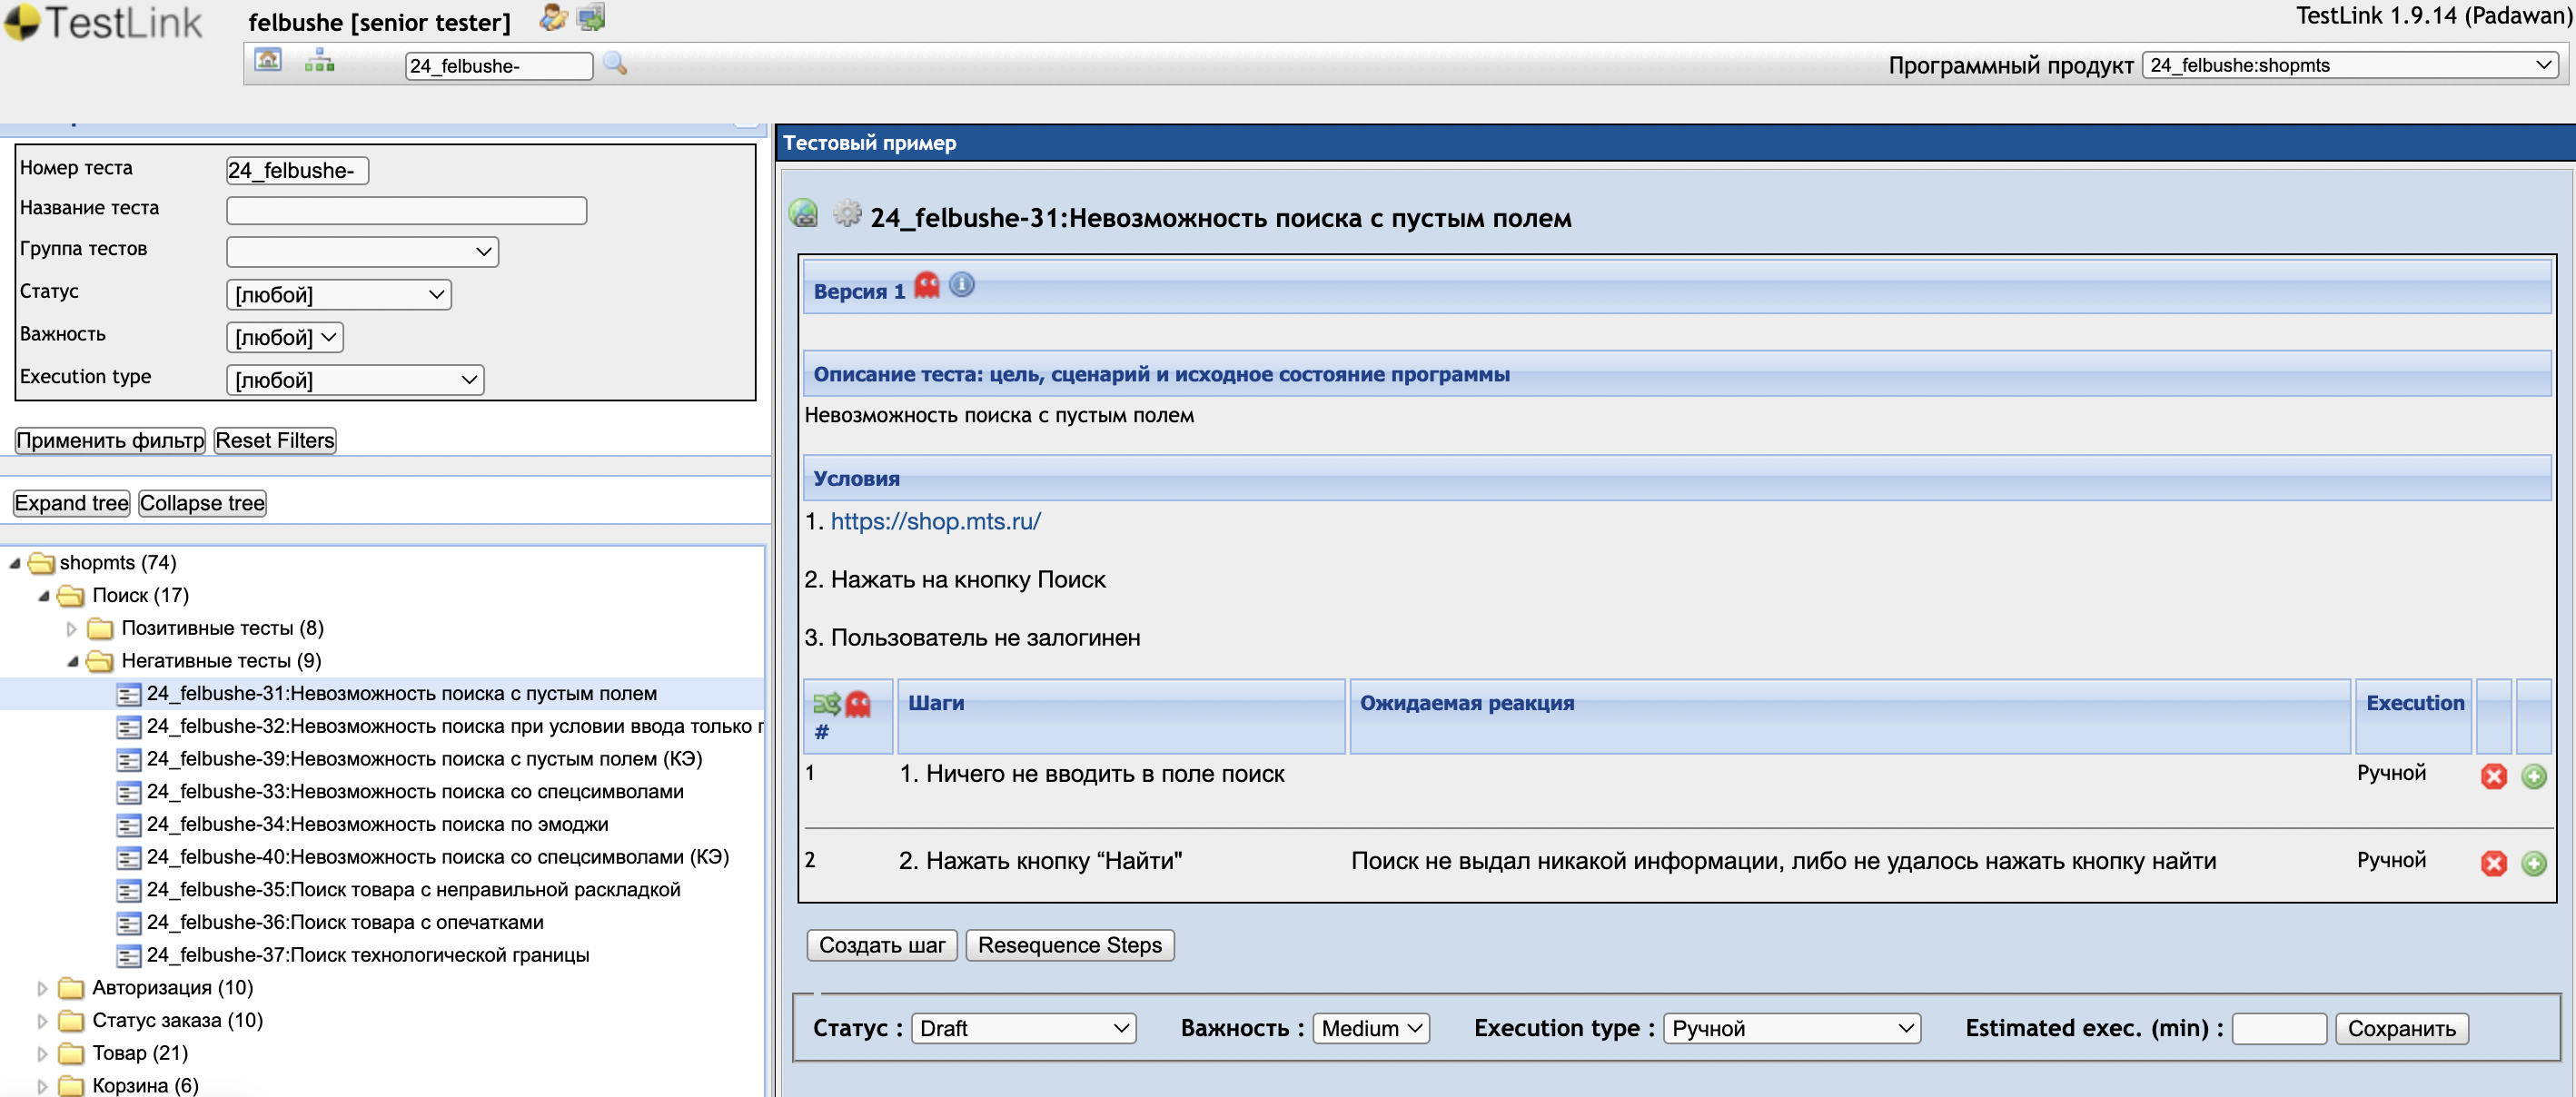 TestLink
felbushe [senior tester]
TestLink 1.9.14 (Padawan)
24_felbushe-
Программный продукт 24_felbushe:shopmts
Номер теста 24_felbushe-
Название теста
Группа тестов
Статус [любой]
Важность [любой]
Execution type [любой]
Применить фильтр Reset Filters
Expand tree Collapse tree
shopmts (74)
Поиск (17)
Позитивные тесты (8)
Негативные тесты (9)
24_felbushe-31:Невозможность поиска с пустым полем
24_felbushe-32:Невозможность поиска при условии ввода только
24_felbushe-39:Невозможность поиска с пустым полем (КЭ)
24_felbushe-33:Невозможность поиска со спецсимволами
24_felbushe-34:Невозможность поиска по эмоджи
24_felbushe-40:Невозможность поиска со спецсимволами (КЭ)
24_felbushe-35:Поиск товара с неправильной раскладкой
24_felbushe-36:Поиск товара с опечатками
24_felbushe-37:Поиск технологической границы
Авторизация (10)
Статус заказа (10)
Товар (21)
Корзина (6)
Тестовый пример
24_felbushe-31:Невозможность поиска с пустым полем
Версия 1
Описание теста: цель, сценарий и исходное состояние программы
Невозможность поиска с пустым полем
Условия
1. https://shop.mts.ru/
2. Нажать на кнопку Поиск
3. Пользователь не залогинен
# Шаги Ожидаемая реакция Execution
1 1. Ничего не вводить в поле поиск Ручной
2 2. Нажать кнопку “Найти" Поиск не выдал никакой информации, либо не удалось нажать кнопку найти Ручной
Создать шаг Resequence Steps
Статус : Draft Важность : Medium Execution type : Ручной Estimated exec. (min) : Сохранить